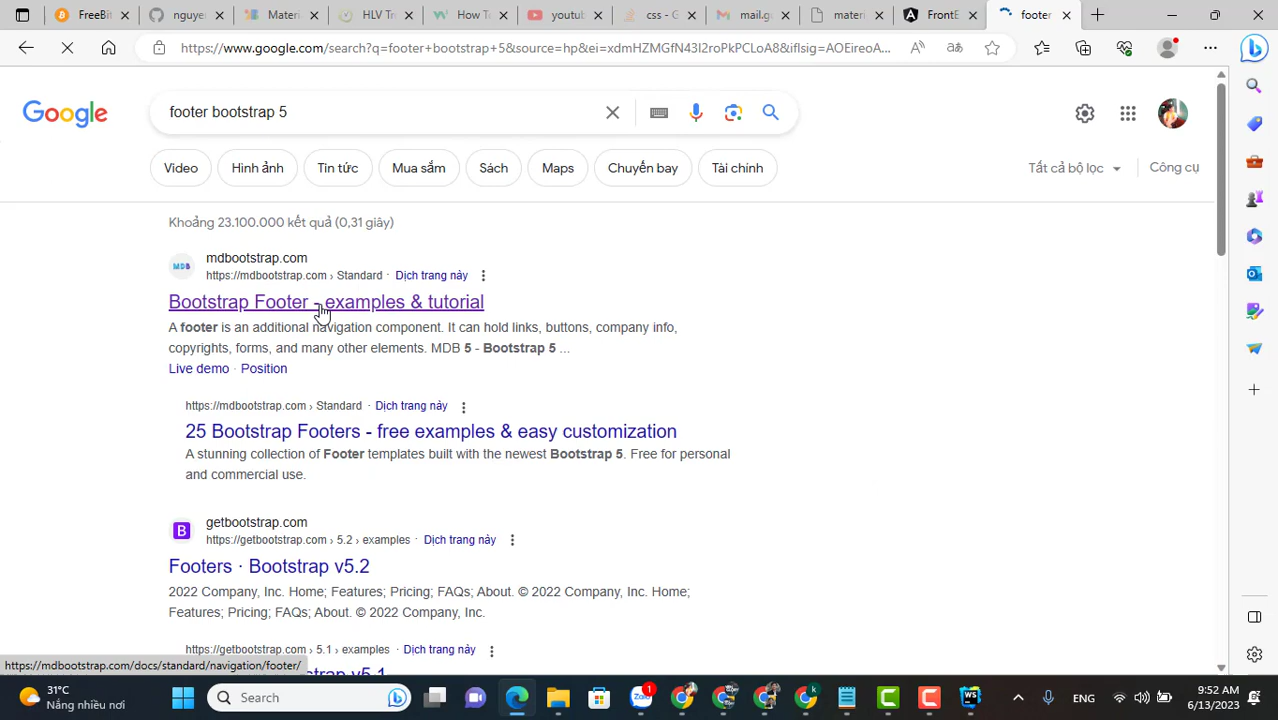 FreeBit
nguye
Materi
HLV Tr
How To
youtub
css - G
mail.g
materi
FrontE
footer
https://www.google.com/search?q=footer+bootstrap+5&source=hp&ei=xdmHZMGfN43I2roPkPCLoA8&iflsig=AOEireoA...
Google
footer bootstrap 5
Video
Hình ảnh
Tin tức
Mua sắm
Sách
Maps
Chuyến bay
Tài chính
Tất cả bộ lọc
Công cụ
Khoảng 23.100.000 kết quả (0,31 giây)
MDB
mdbootstrap.com
https://mdbootstrap.com › Standard · Dịch trang này
Bootstrap Footer - examples & tutorial
A footer is an additional navigation component. It can hold links, buttons, company info,
copyrights, forms, and many other elements. MDB 5 - Bootstrap 5 ...
Live demo · Position
https://mdbootstrap.com › Standard · Dịch trang này
25 Bootstrap Footers - free examples & easy customization
A stunning collection of Footer templates built with the newest Bootstrap 5. Free for personal
and commercial use.
B
getbootstrap.com
https://getbootstrap.com › 5.2 › examples · Dịch trang này
Footers · Bootstrap v5.2
2022 Company, Inc. Home; Features; Pricing; FAQs; About. © 2022 Company, Inc. Home;
Features; Pricing; FAQs; About. © 2022 Company, Inc.
https://getbootstrap.com › 5.1 › examples · Dịch trang này
https://mdbootstrap.com/docs/standard/navigation/footer/
31°C
Nắng nhiều nơi
Search
ENG
9:52 AM
6/13/2023